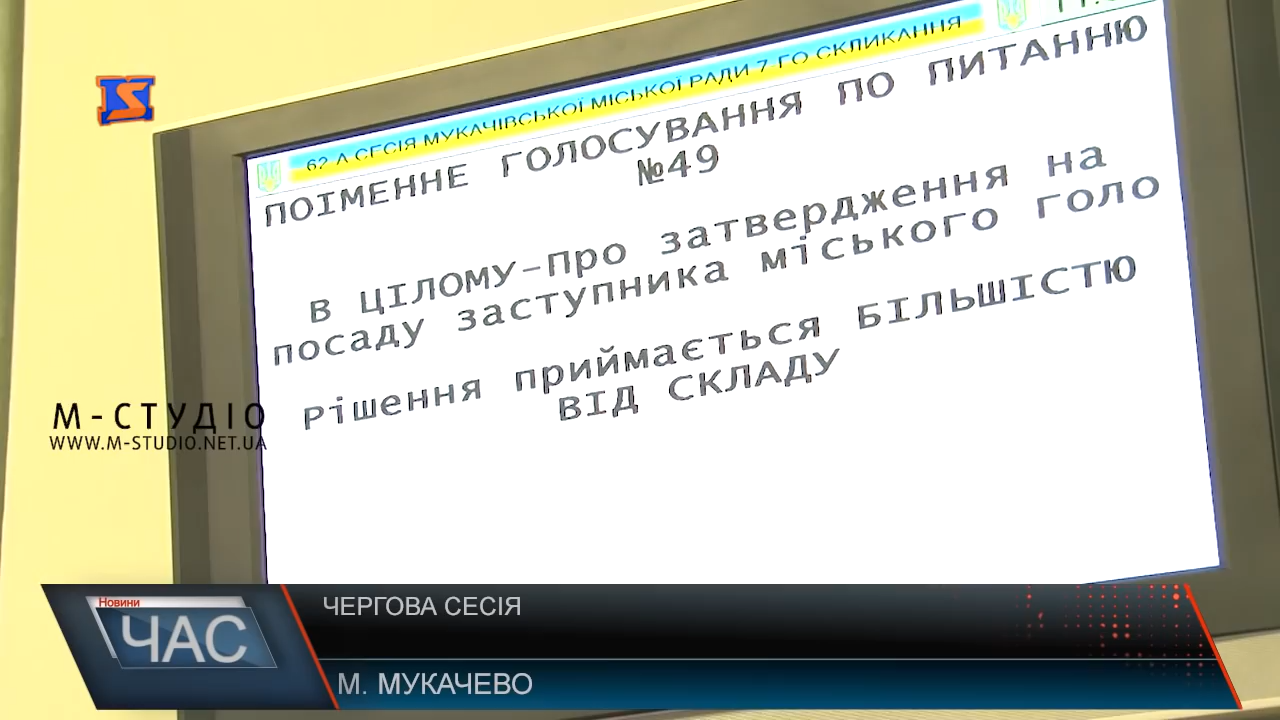 62-А СЕСІЯ МУКАЧІВСЬКОЇ МІСЬКОЇ РАДИ 7-ГО СКЛИКАННЯ
ПОІМЕННЕ ГОЛОСУВАННЯ ПО ПИТАННЮ
№49
В ЦІЛОМУ-Про затвердження на
посаду заступника міського голо
Рішення приймається БІЛЬШІСТЮ
ВІД СКЛАДУ
М-СТУДІО
WWW.M-STUDIO.NET.UA
Новини
ЧАС
ЧЕРГОВА СЕСІЯ
М. МУКАЧЕВО